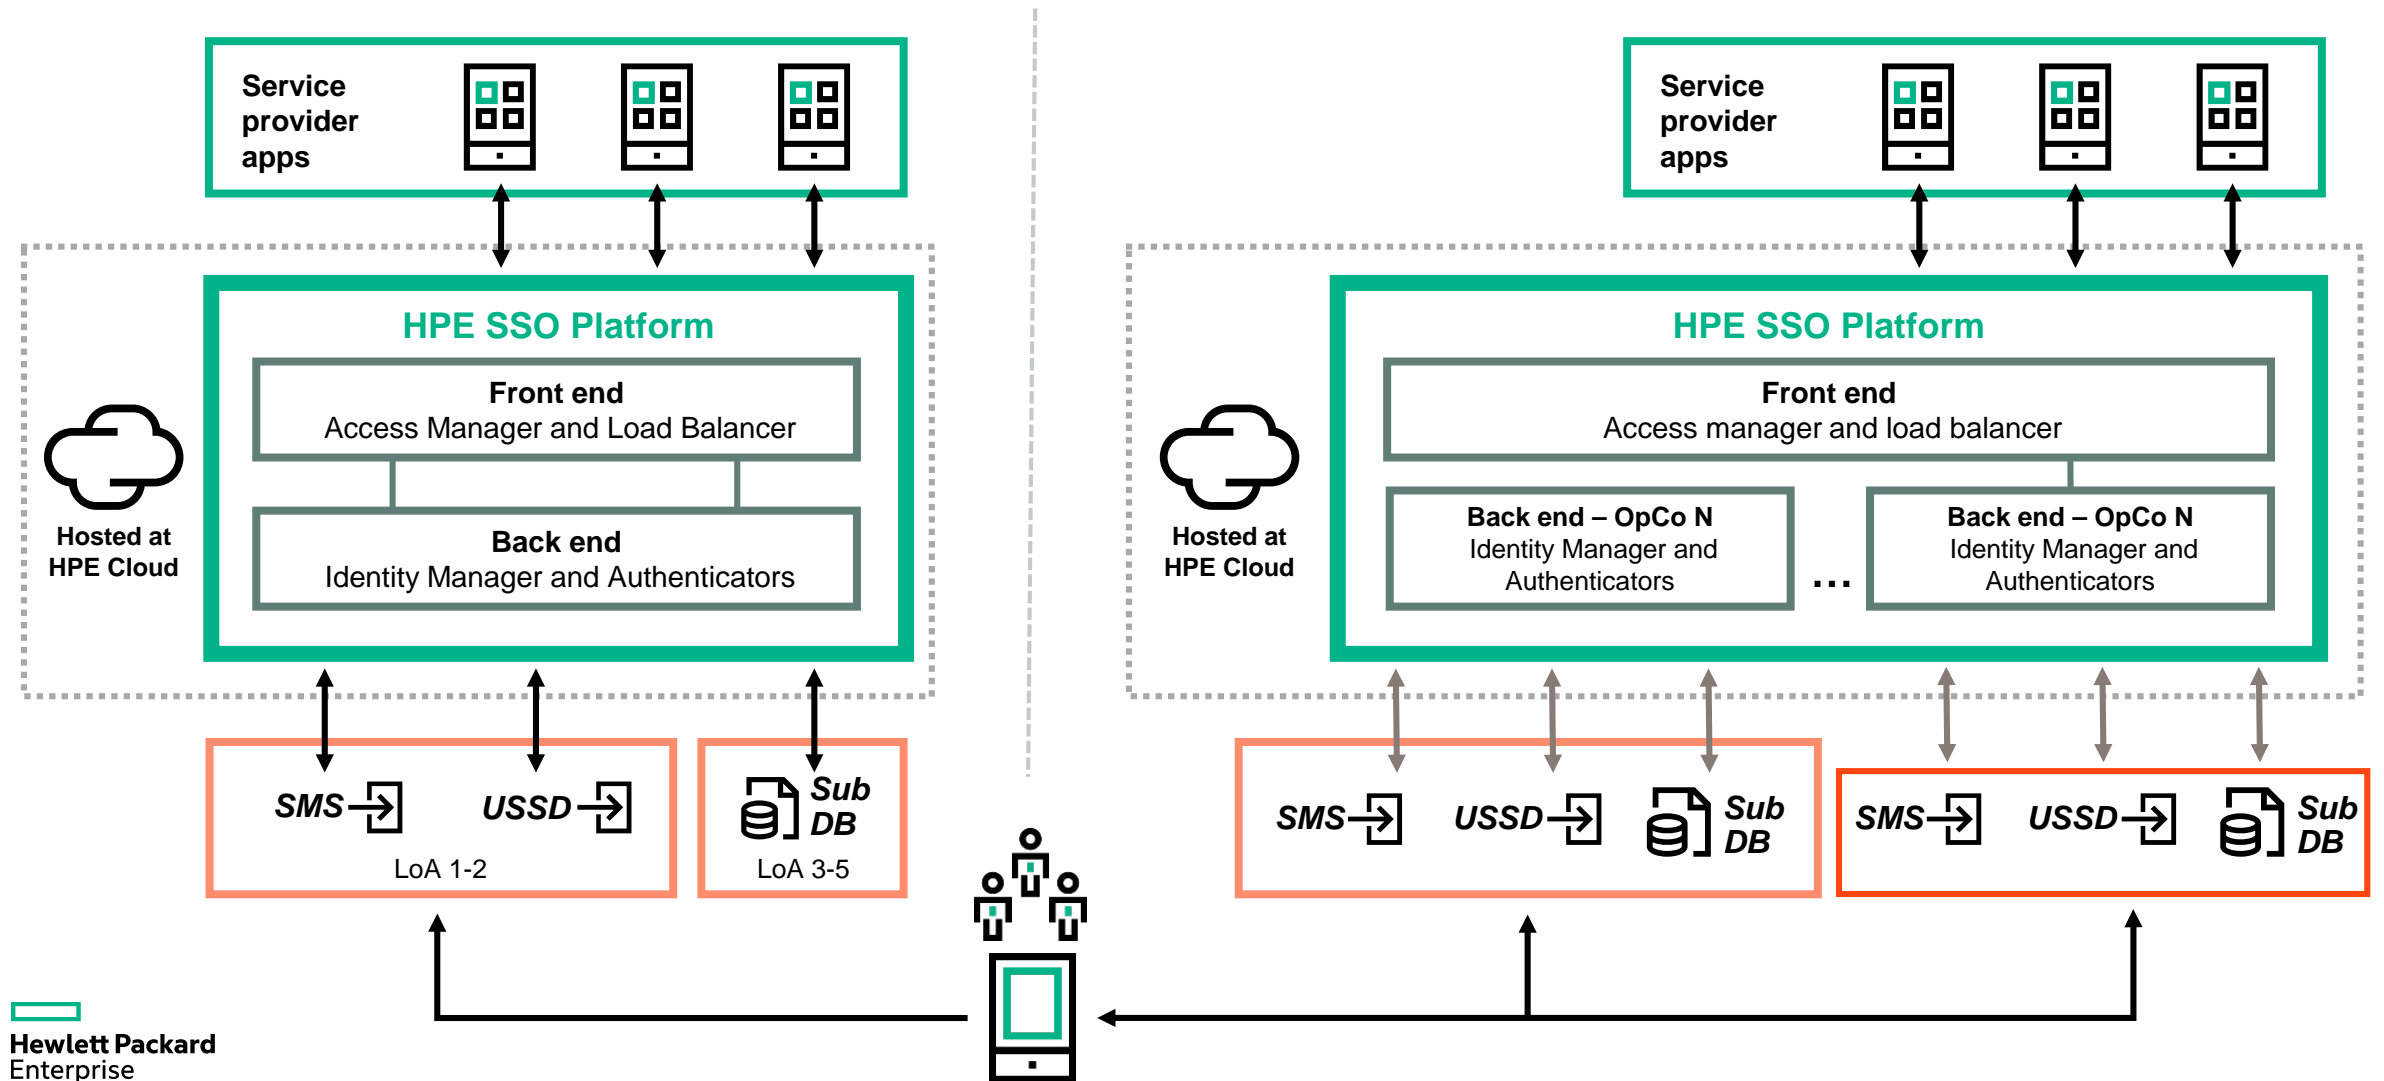 Service
provider
apps
HPE SSO Platform
Front end
Access Manager and Load Balancer
Back end
Identity Manager and Authenticators
Hosted at
HPE Cloud
SMS
USSD
LoA 1-2
Sub
DB
LoA 3-5
Service
provider
apps
HPE SSO Platform
Front end
Access manager and load balancer
Back end – OpCo N
Identity Manager and
Authenticators
...
Back end – OpCo N
Identity Manager and
Authenticators
Hosted at
HPE Cloud
SMS
USSD
Sub
DB
SMS
USSD
Sub
DB
Hewlett Packard
Enterprise